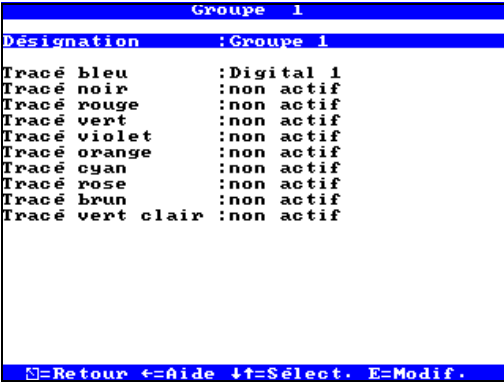 Groupe 1
Désignation :Groupe 1
Tracé bleu :Digital 1
Tracé noir :non actif
Tracé rouge :non actif
Tracé vert :non actif
Tracé violet :non actif
Tracé orange :non actif
Tracé cyan :non actif
Tracé rose :non actif
Tracé brun :non actif
Tracé vert clair :non actif
=Retour ←=Aide ↓↑=Sélect. E=Modif.